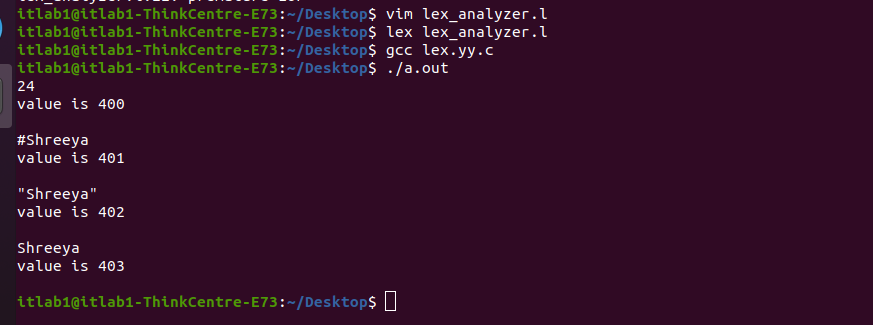 itlab1@itlab1-ThinkCentre-E73:~/Desktop$ vim lex_analyzer.l
itlab1@itlab1-ThinkCentre-E73:~/Desktop$ lex lex_analyzer.l
itlab1@itlab1-ThinkCentre-E73:~/Desktop$ gcc lex.yy.c
itlab1@itlab1-ThinkCentre-E73:~/Desktop$ ./a.out
24
value is 400
#Shreeya
value is 401
"Shreeya"
value is 402
Shreeya
value is 403
itlab1@itlab1-ThinkCentre-E73:~/Desktop$